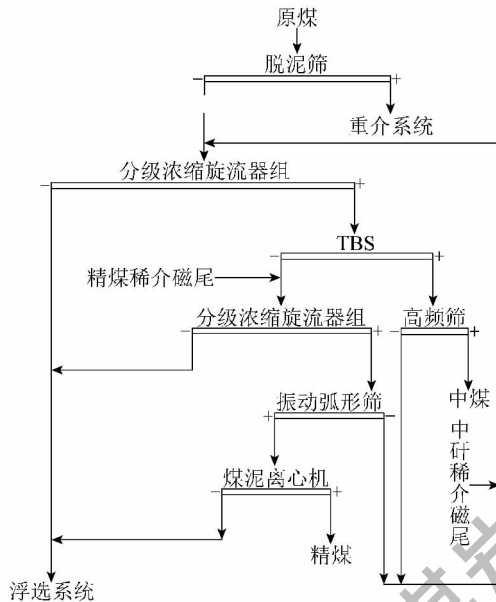 原煤
脱泥筛
- +
重介系统
分级浓缩旋流器组
- +
TBS
- +
精煤稀介磁尾
分级浓缩旋流器组
高频筛
- +
- +
中煤
振动弧形筛
+ -
中矸稀介磁尾
煤泥离心机
- +
精煤
浮选系统